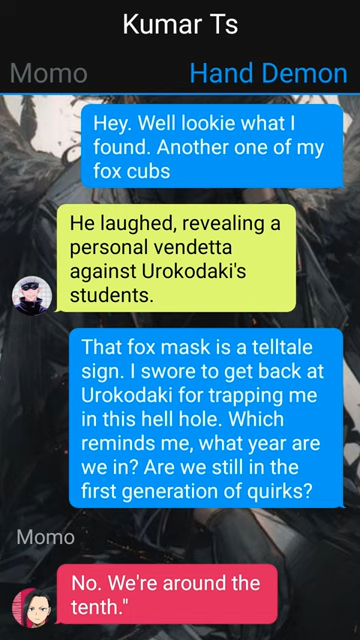 Kumar Ts
Momo
Hand Demon
Hey. Well lookie what I
found. Another one of my
fox cubs
He laughed, revealing a
personal vendetta
against Urokodaki's
students.
That fox mask is a telltale
sign. I swore to get back at
Urokodaki for trapping me
in this hell hole. Which
reminds me, what year are
we in? Are we still in the
first generation of quirks?
Momo
No. We're around the
tenth."